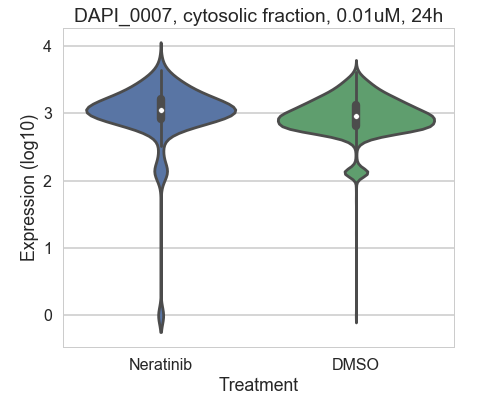 DAPI_0007, cytosolic fraction, 0.01uM, 24h
Expression (log10)
4
3
2
1
0
Neratinib DMSO
Treatment